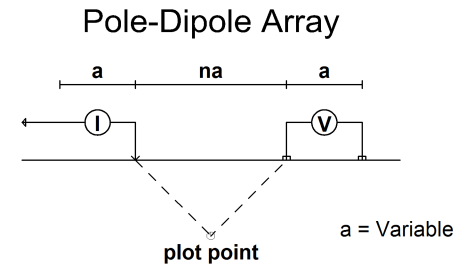 Pole-Dipole Array
a na a
I V
a = Variable
plot point